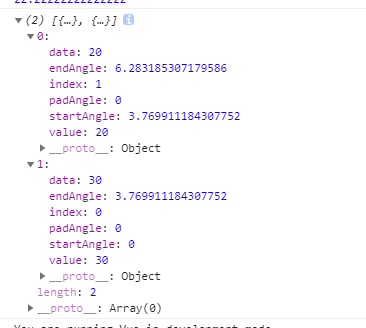 22.22222222222222
(2) [{…}, {…}] i
0:
data: 20
endAngle: 6.283185307179586
index: 1
padAngle: 0
startAngle: 3.769911184307752
value: 20
__proto__: Object
1:
data: 30
endAngle: 3.769911184307752
index: 0
padAngle: 0
startAngle: 0
value: 30
__proto__: Object
length: 2
__proto__: Array(0)
You are running Vue in development mode